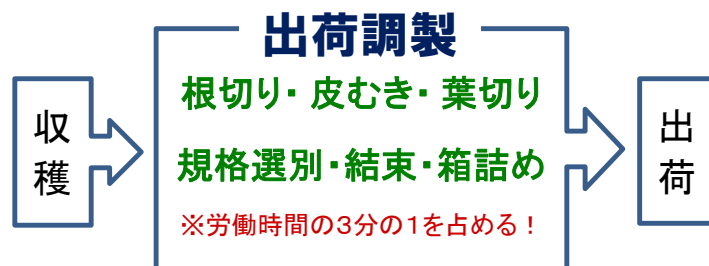 収穫
出荷調製
根切り・皮むき・葉切り
規格選別・結束・箱詰め
※労働時間の3分の1を占める！
出荷